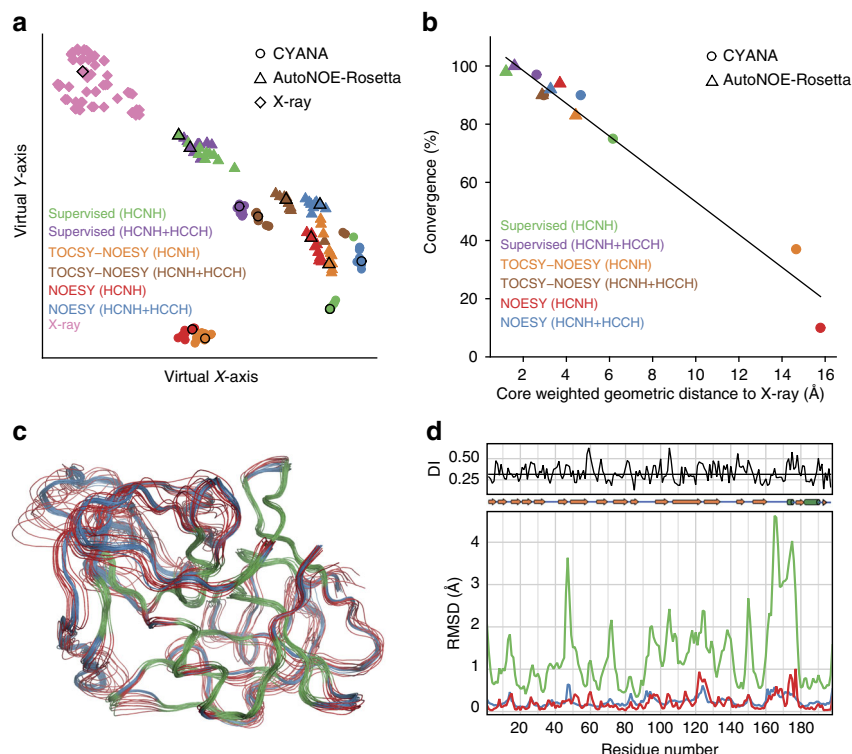 a
CYANA
AutoNOE-Rosetta
X-ray
Supervised (HCNH)
Supervised (HCNH+HCCH)
TOCSY–NOESY (HCNH)
TOCSY–NOESY (HCNH+HCCH)
NOESY (HCNH)
NOESY (HCNH+HCCH)
X-ray
Virtual Y-axis
Virtual X-axis
b
CYANA
AutoNOE-Rosetta
100
80
60
40
20
0
Convergence (%)
Supervised (HCNH)
Supervised (HCNH+HCCH)
TOCSY–NOESY (HCNH)
TOCSY–NOESY (HCNH+HCCH)
NOESY (HCNH)
NOESY (HCNH+HCCH)
2 4 6 8 10 12 14 16
Core weighted geometric distance to X-ray (Å)
c
d
DI
0.50
0.25
RMSD (Å)
4
3
2
1
0
20 40 60 80 100 120 140 160 180
Residue number